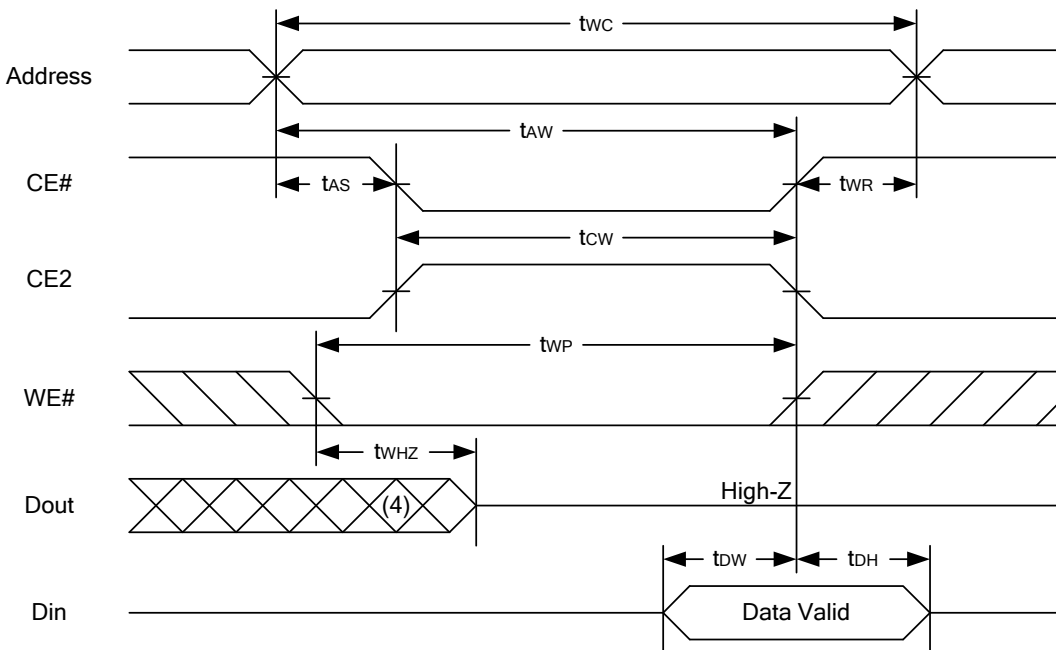 tWC
Address
tAW
CE#
tAS
tWR
tCW
CE2
tWP
WE#
tWHZ
Dout
(4)
High-Z
tDW
tDH
Din
Data Valid